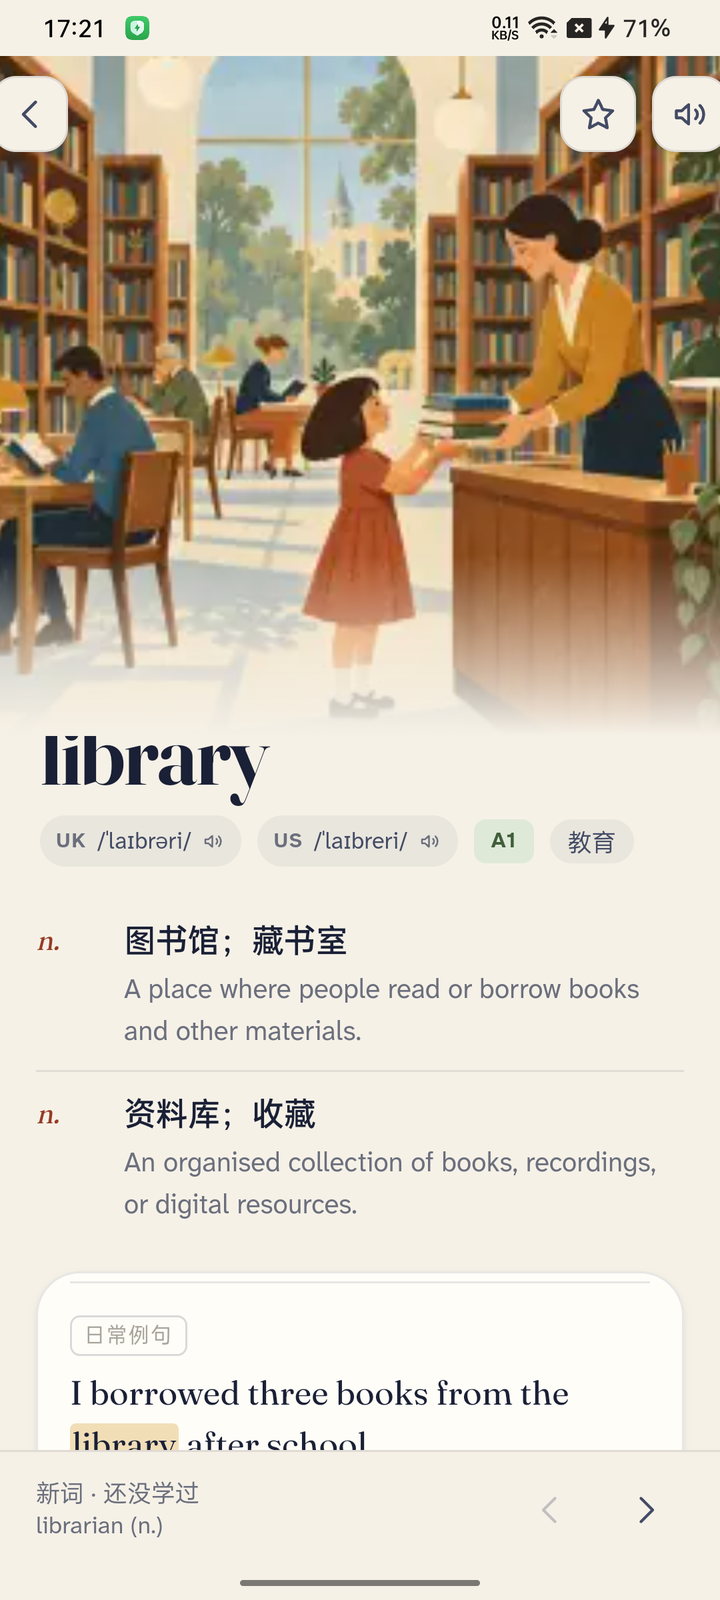 17:21
0.11
KB/S
71%
library
UK /ˈlaɪbrəri/
US /ˈlaɪbreri/
A1
教育
n. 图书馆；藏书室
A place where people read or borrow books
and other materials.
n. 资料库；收藏
An organised collection of books, recordings,
or digital resources.
日常例句
I borrowed three books from the
library after school
新词 · 还没学过
librarian (n.)